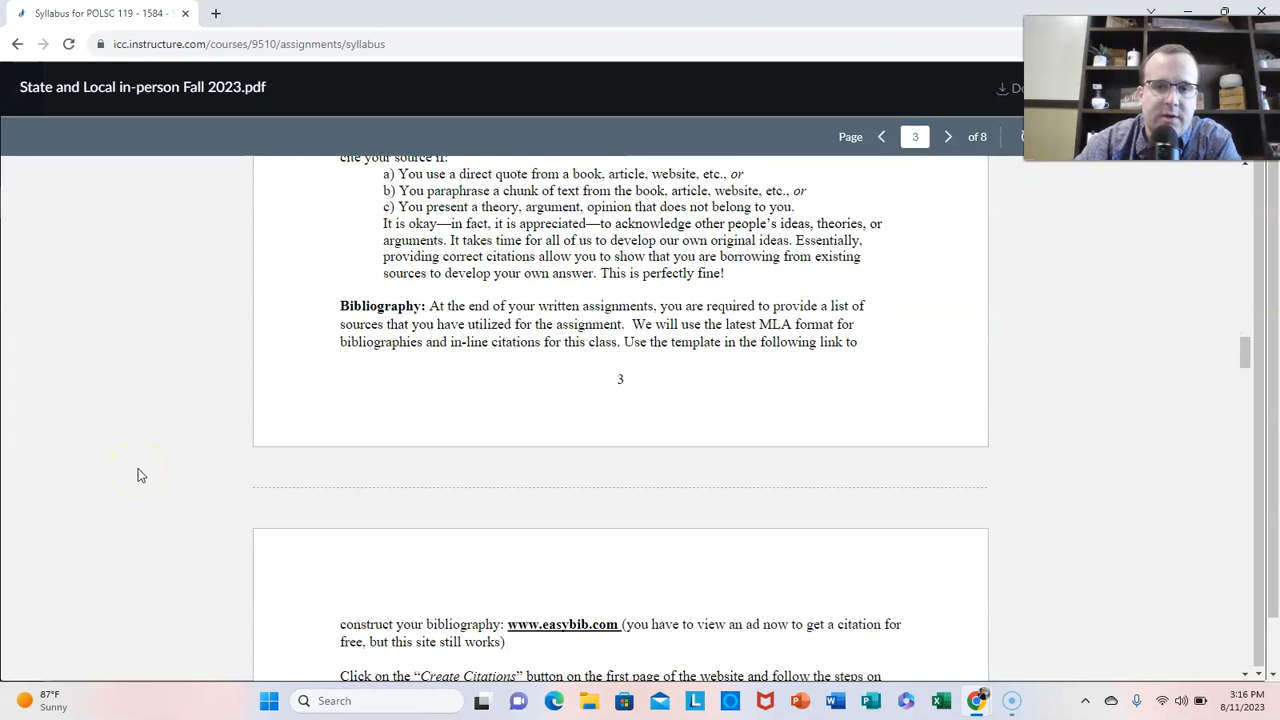 Syllabus for POLSC 119 - 1584 -
icc.instructure.com/courses/9510/assignments/syllabus
State and Local in-person Fall 2023.pdf
Page 3 of 8
cite your source if:
a) You use a direct quote from a book, article, website, etc., or
b) You paraphrase a chunk of text from the book, article, website, etc., or
c) You present a theory, argument, opinion that does not belong to you.
It is okay—in fact, it is appreciated—to acknowledge other people’s ideas, theories, or
arguments. It takes time for all of us to develop our own original ideas. Essentially,
providing correct citations allow you to show that you are borrowing from existing
sources to develop your own answer. This is perfectly fine!
Bibliography: At the end of your written assignments, you are required to provide a list of
sources that you have utilized for the assignment. We will use the latest MLA format for
bibliographies and in-line citations for this class. Use the template in the following link to
3
construct your bibliography: www.easybib.com (you have to view an ad now to get a citation for
free, but this site still works)
Click on the “Create Citations” button on the first page of the website and follow the steps on
87°F
Sunny
Search
3:16 PM
8/11/2023